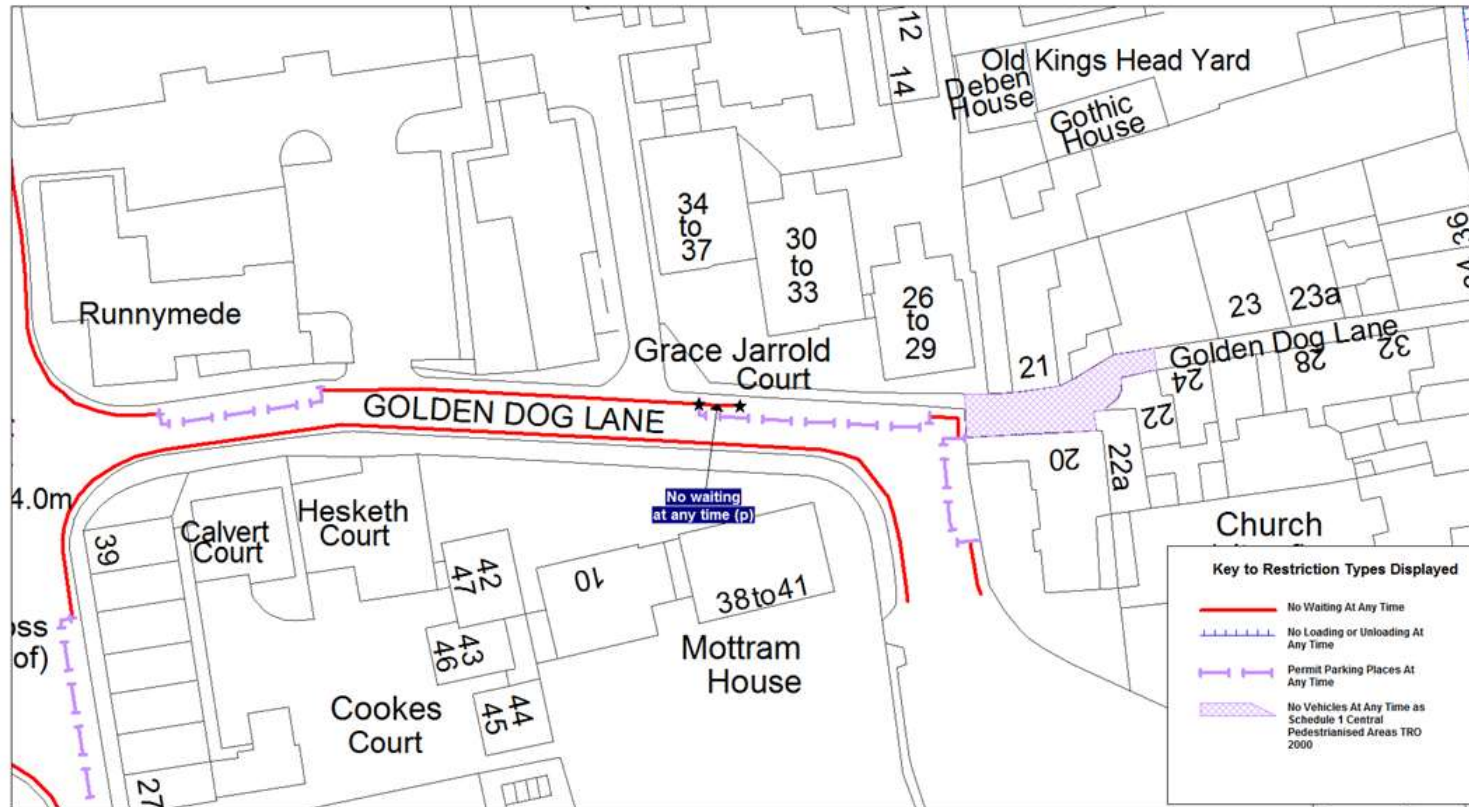 12
14
Old Kings Head Yard
Deben
House
Gothic
House
34
to
37
30
to
33
26
to
29
Runnymede
Grace Jarrold
Court
21
23
23a
36
Golden Dog Lane
24
28
32
22
20
22a
GOLDEN DOG LANE
No waiting
at any time (p)
4.0m
39
Calvert
Court
Hesketh
Court
42
47
10
38to41
43
46
44
45
Mottram
House
Cookes
Court
oss
of)
27
Church
Key to Restriction Types Displayed
No Waiting At Any Time
No Loading or Unloading At
Any Time
Permit Parking Places At
Any Time
No Vehicles At Any Time as
Schedule 1 Central
Pedestrianised Areas TRO
2000